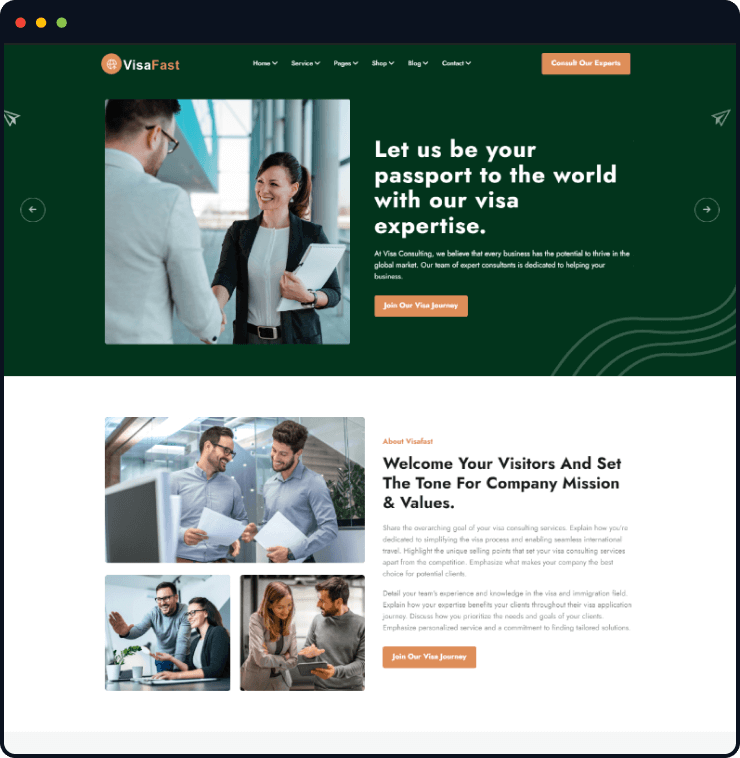 VisaFast
Home Service Pages Shop Blog Contact
Consult Our Experts
Let us be your
passport to the world
with our visa
expertise.
At Visa Consulting, we believe that every business has the potential to thrive in the
global market. Our team of expert consultants is dedicated to helping your
business.
Join Our Visa Journey
About Visafast
Welcome Your Visitors And Set
The Tone For Company Mission
& Values.
Share the overarching goal of your visa consulting services. Explain how you're
dedicated to simplifying the visa process and enabling seamless international
travel. Highlight the unique selling points that set your visa consulting services
apart from the competition. Emphasize what makes your company the best
choice for potential clients.
Detail your team's experience and knowledge in the visa and immigration field.
Explain how your expertise benefits your clients throughout their visa application
journey. Discuss how you prioritize the needs and goals of your clients.
Emphasize personalized service and a commitment to finding tailored solutions.
Join Our Visa Journey